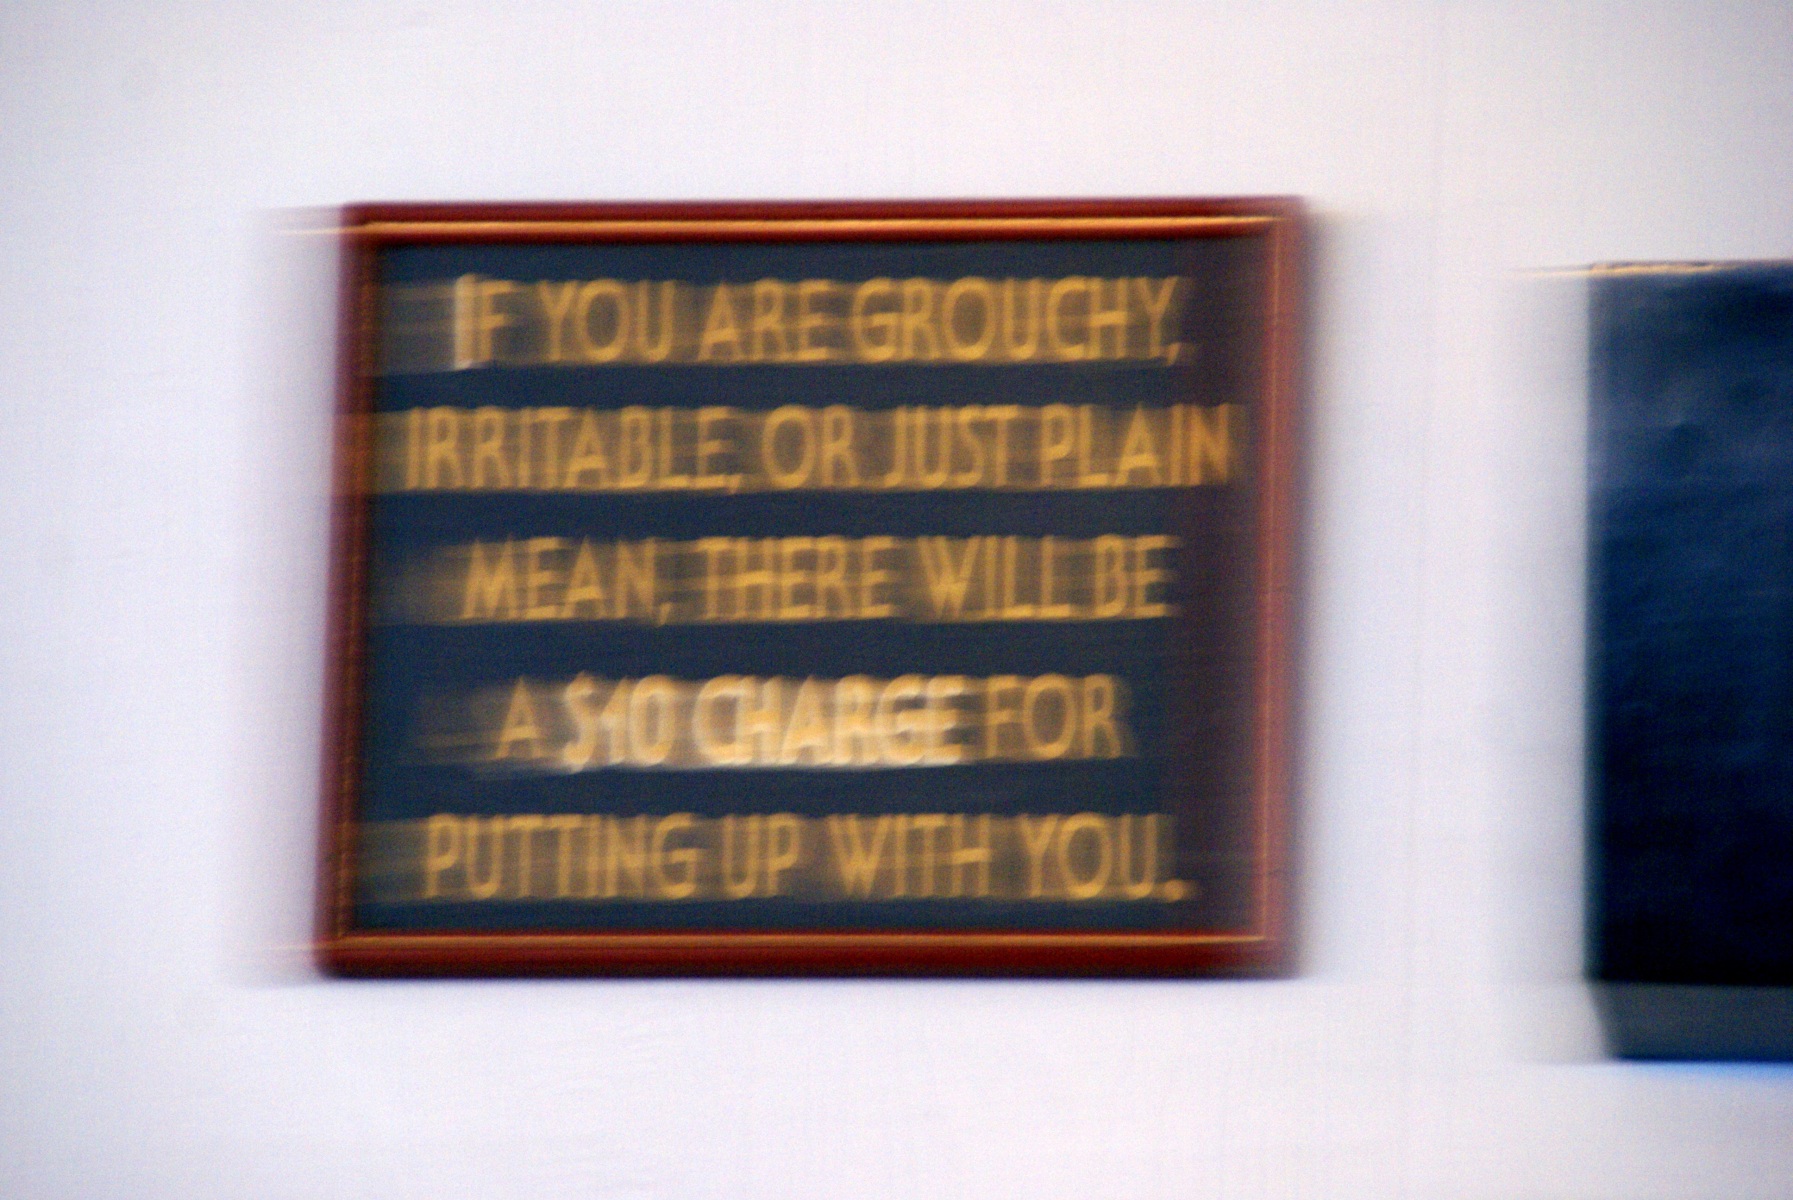 IF YOU ARE GROUCHY,
IRRITABLE, OR JUST PLAIN
MEAN, THERE WILL BE
A $10 CHARGE FOR
PUTTING UP WITH YOU.